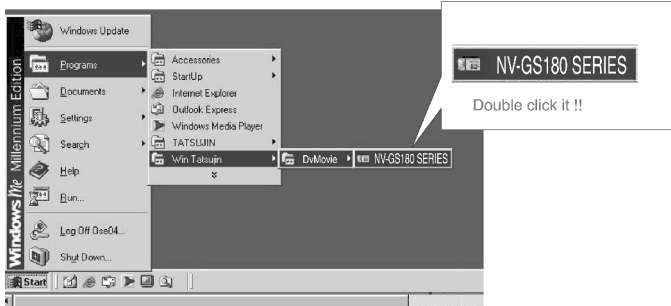 Windows Me Millennium Edition
Windows Update
Programs
Documents
Settings
Search
Help
Run...
Log Off Dse04...
Shut Down...
Accessories
StartUp
Internet Explorer
Outlook Express
Windows Media Player
TATSUJIN
Win Tatsujin
DvMovie
NV-GS180 SERIES
NV-GS180 SERIES
Double click it !!
Start